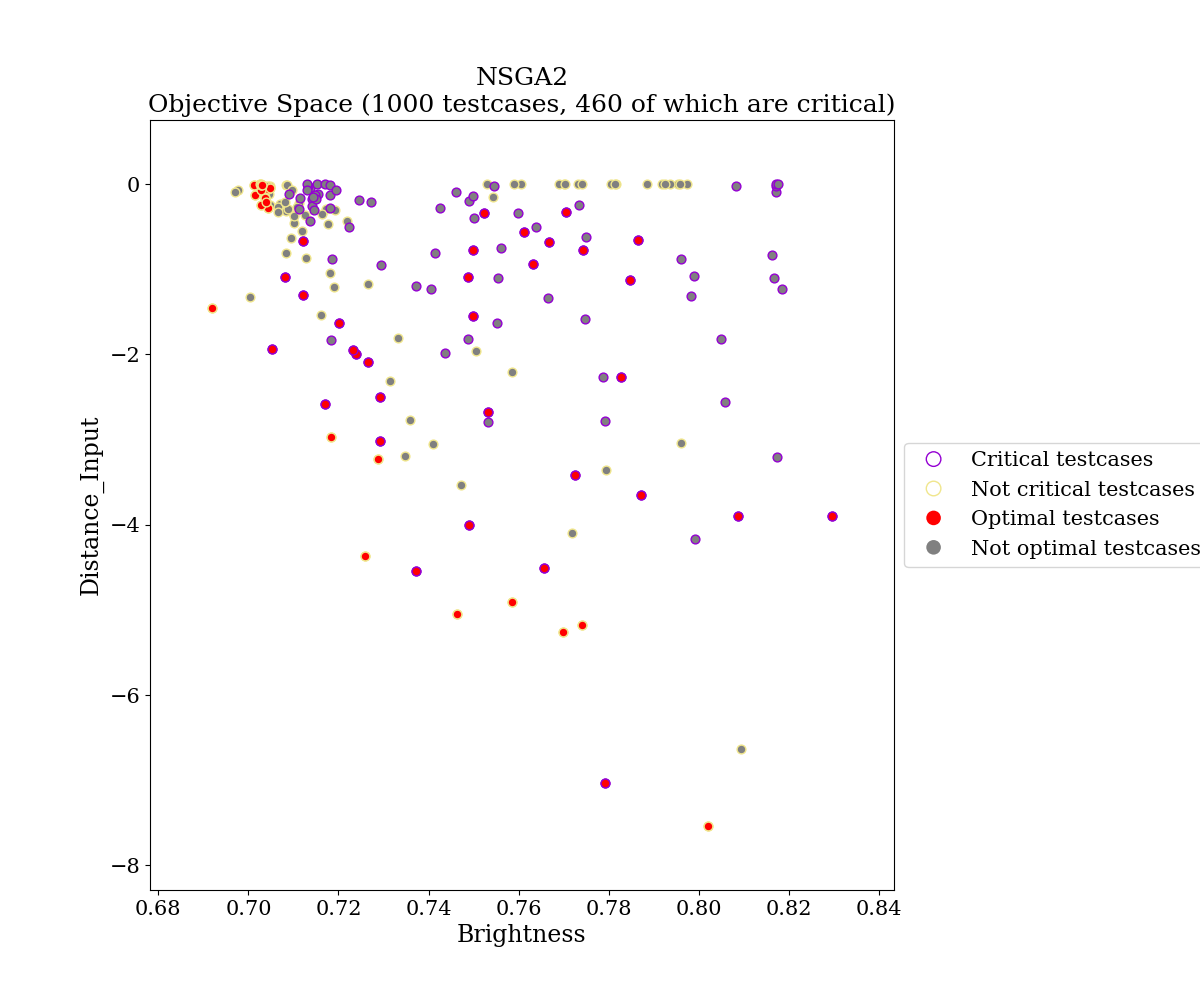 NSGA2
Objective Space (1000 testcases, 460 of which are critical)
0
−2
−4
−6
−8
Distance_Input
0.68 0.70 0.72 0.74 0.76 0.78 0.80 0.82 0.84
Brightness
Critical testcases
Not critical testcases
Optimal testcases
Not optimal testcases